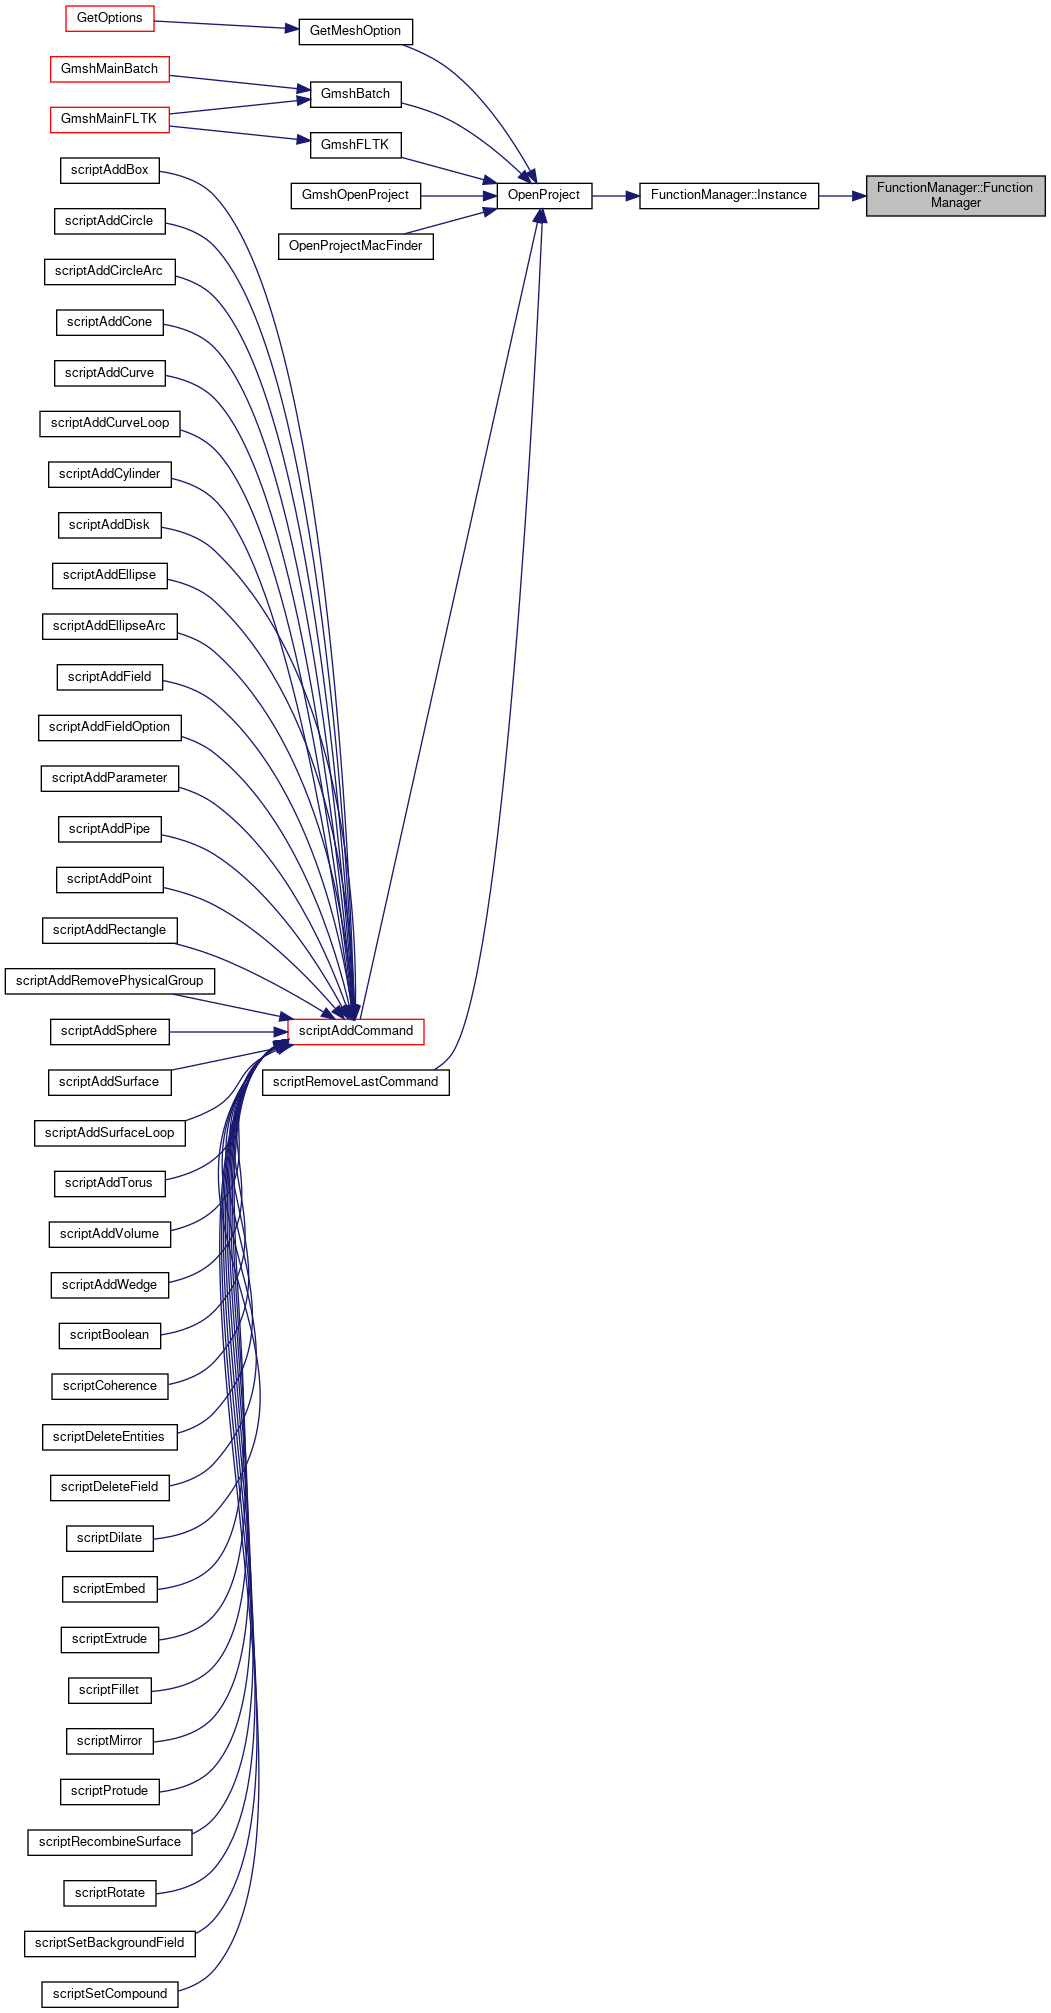 GetOptions
GetMeshOption
GmshMainBatch
GmshBatch
GmshMainFLTK
GmshFLTK
scriptAddBox
FunctionManager::Function
Manager
FunctionManager::Instance
OpenProject
GmshOpenProject
scriptAddCircle
OpenProjectMacFinder
scriptAddCircleArc
scriptAddCone
scriptAddCurve
scriptAddCurveLoop
scriptAddCylinder
scriptAddDisk
scriptAddEllipse
scriptAddEllipseArc
scriptAddField
scriptAddFieldOption
scriptAddParameter
scriptAddPipe
scriptAddPoint
scriptAddRectangle
scriptAddRemovePhysicalGroup
scriptAddSphere
scriptAddCommand
scriptAddSurface
scriptRemoveLastCommand
scriptAddSurfaceLoop
scriptAddTorus
scriptAddVolume
scriptAddWedge
scriptBoolean
scriptCoherence
scriptDeleteEntities
scriptDeleteField
scriptDilate
scriptEmbed
scriptExtrude
scriptFillet
scriptMirror
scriptProtude
scriptRecombineSurface
scriptRotate
scriptSetBackgroundField
scriptSetCompound